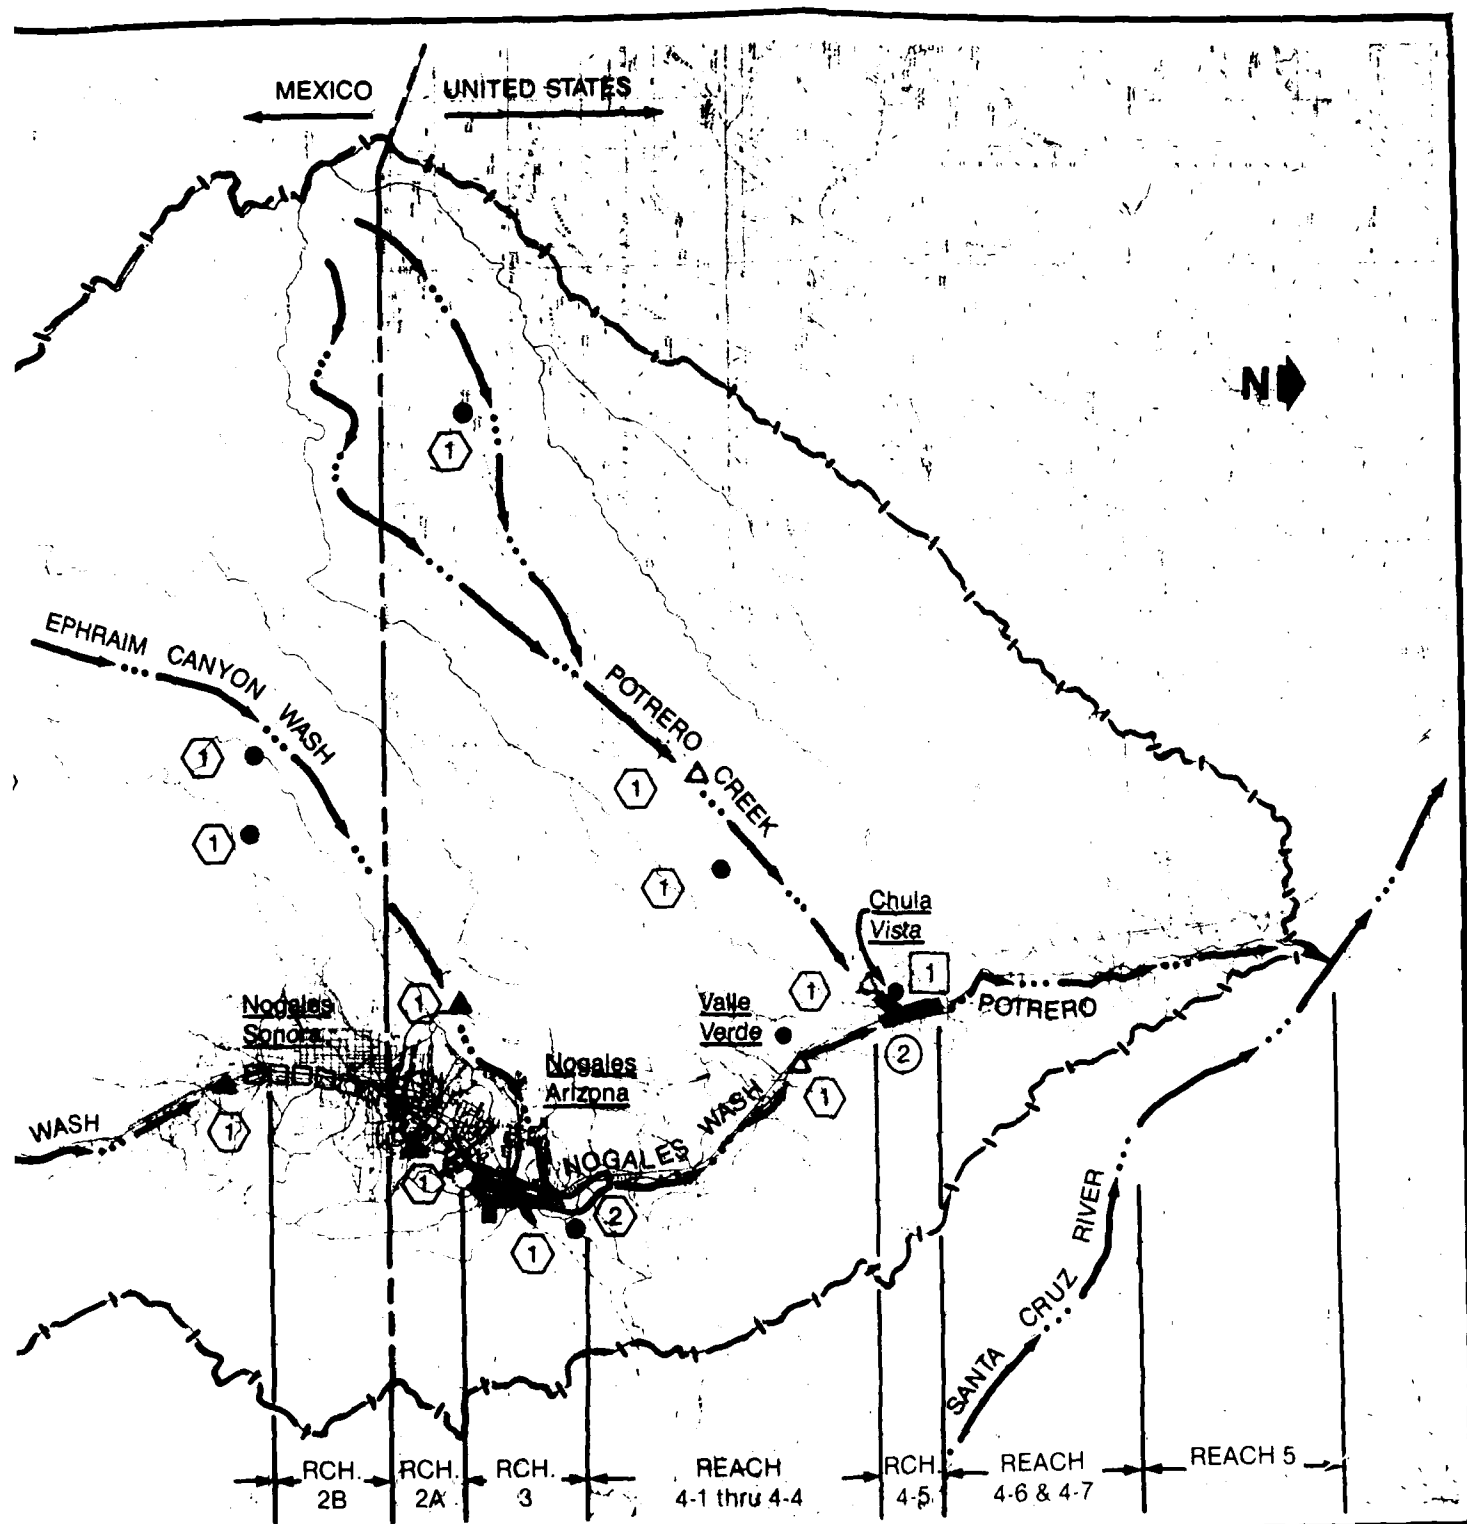 MEXICO
UNITED STATES
N
1
EPHRAIM CANYON WASH
1
1
POTRERO CREEK
1
1
Chula
Vista
1
1
1
POTRERO
Nogales
Sonora
Valle
Verde
2
Nogales
Arizona
1
WASH
1
NOGALES WASH
1
2
1
SANTA CRUZ RIVER
RCH.
2B
RCH.
2A
RCH.
3
REACH
4-1 thru 4-4
RCH.
4-5
REACH
4-6 & 4-7
REACH 5